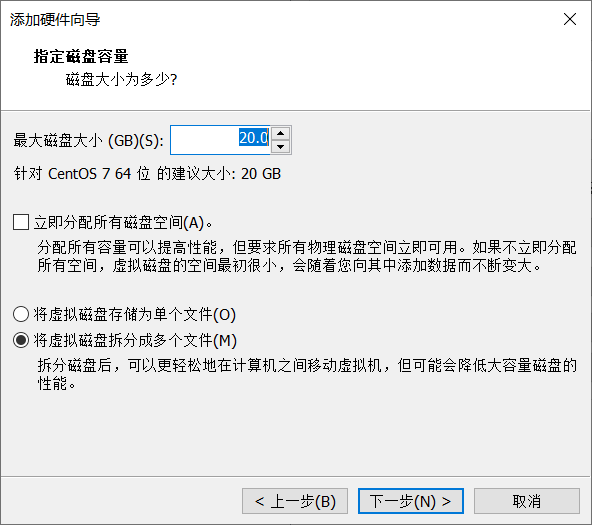 添加硬件向导
指定磁盘容量
磁盘大小为多少?
最大磁盘大小 (GB)(S):
20.0
针对 CentOS 7 64 位 的建议大小: 20 GB
立即分配所有磁盘空间(A)。
分配所有容量可以提高性能，但要求所有物理磁盘空间立即可用。如果不立即分配
所有空间，虚拟磁盘的空间最初很小，会随着您向其中添加数据而不断变大。
将虚拟磁盘存储为单个文件(O)
将虚拟磁盘拆分成多个文件(M)
拆分磁盘后，可以更轻松地在计算机之间移动虚拟机，但可能会降低大容量磁盘的
性能。
< 上一步(B)
下一步(N) >
取消